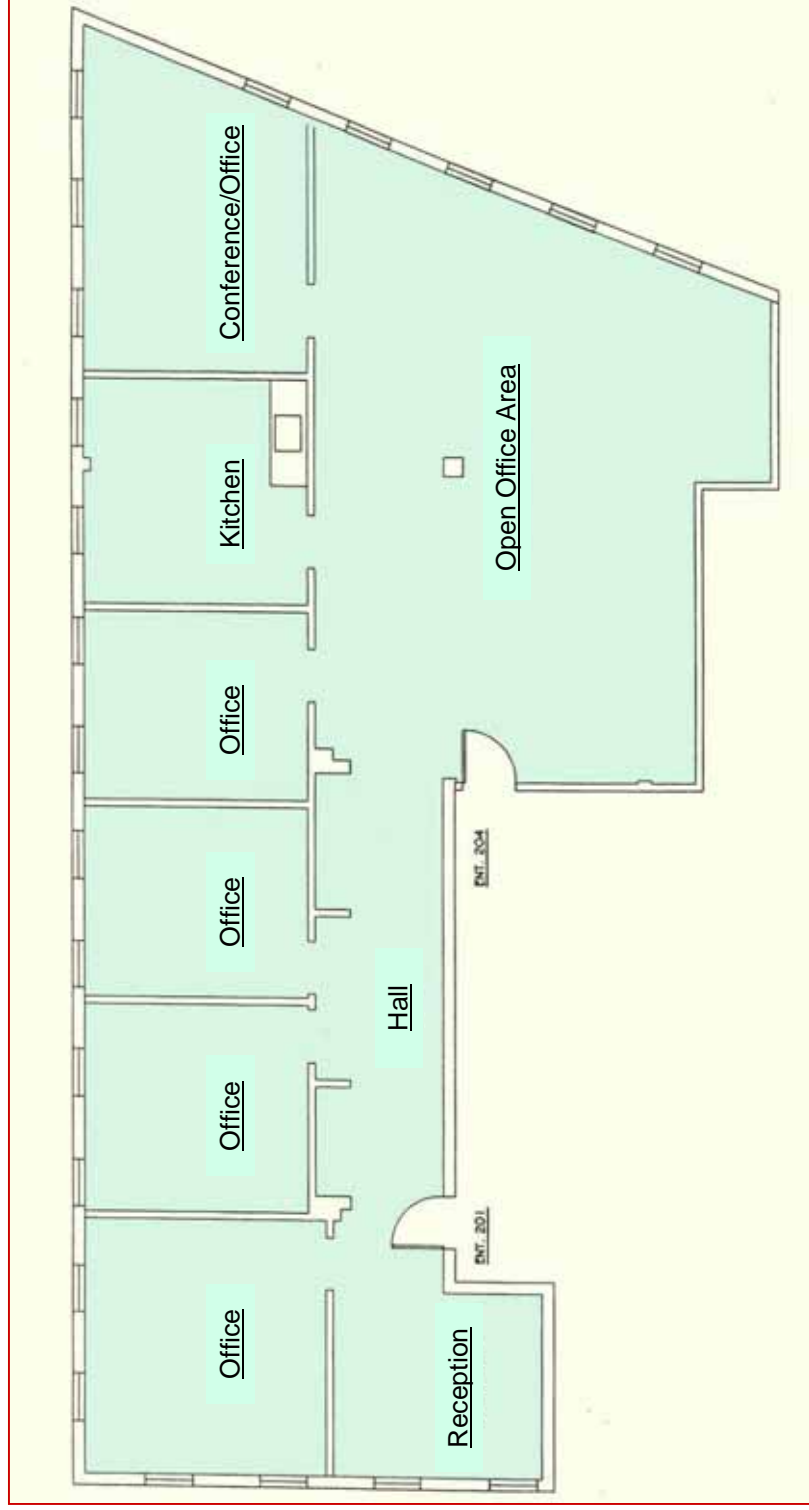 Conference/Office
Kitchen
Open Office Area
Office
ENT. 204
Office
Hall
Office
ENT. 201
Office
Reception